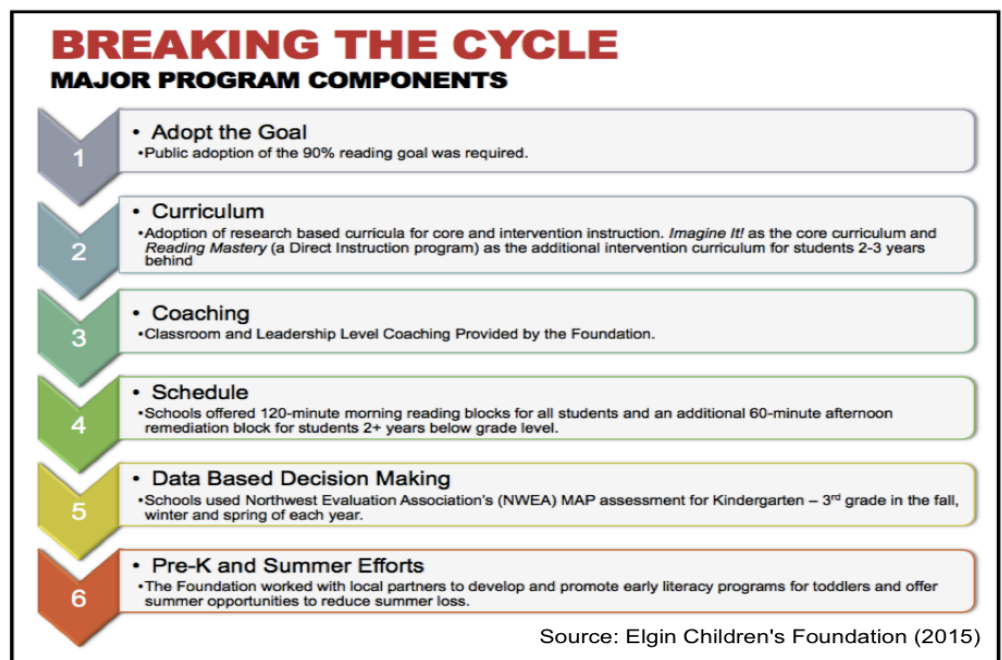 BREAKING THE CYCLE
MAJOR PROGRAM COMPONENTS
1
• Adopt the Goal
•Public adoption of the 90% reading goal was required.
2
• Curriculum
•Adoption of research based curricula for core and intervention instruction. Imagine It! as the core curriculum and
Reading Mastery (a Direct Instruction program) as the additional intervention curriculum for students 2-3 years
behind
3
• Coaching
•Classroom and Leadership Level Coaching Provided by the Foundation.
4
• Schedule
•Schools offered 120-minute morning reading blocks for all students and an additional 60-minute afternoon
remediation block for students 2+ years below grade level.
5
• Data Based Decision Making
•Schools used Northwest Evaluation Association's (NWEA) MAP assessment for Kindergarten – 3rd grade in the fall,
winter and spring of each year.
6
• Pre-K and Summer Efforts
•The Foundation worked with local partners to develop and promote early literacy programs for toddlers and offer
summer opportunities to reduce summer loss.
Source: Elgin Children's Foundation (2015)